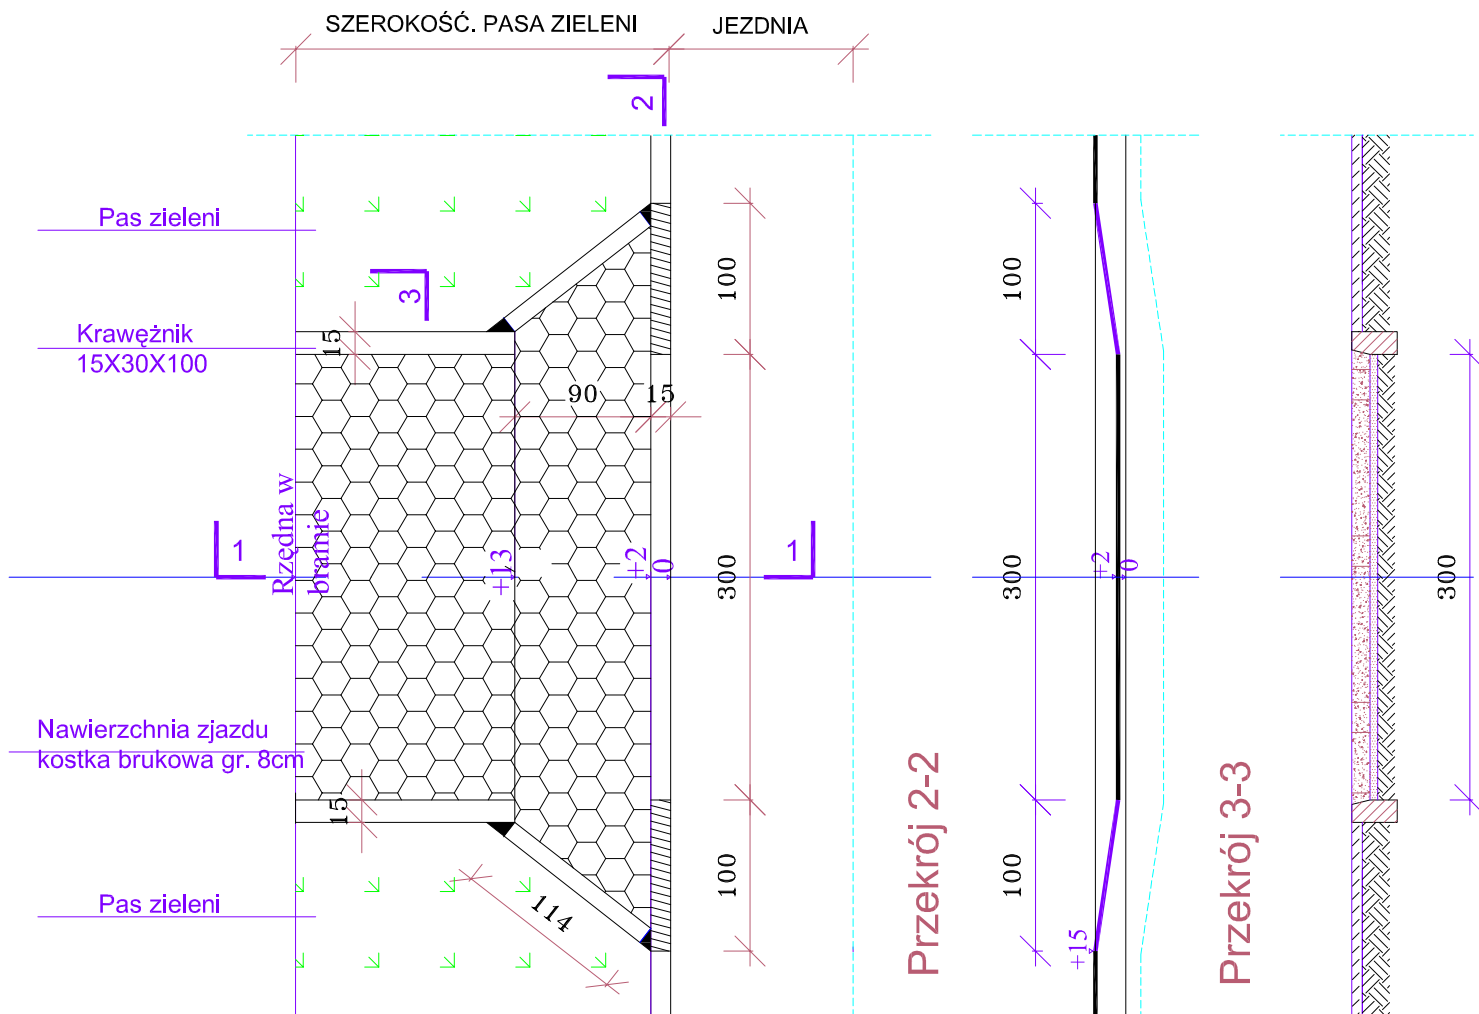 SZEROKOŚĆ. PASA ZIELENI
JEZDNIA
2
Pas zieleni
3
Krawężnik
15X30X100
15
90
15
100
100
Rzędna w
bramie
1
+13
+2
0
1
300
300
+2
0
300
Nawierzchnia zjazdu
kostka brukowa gr. 8cm
15
Pas zieleni
114
100
100
+15
Przekrój 2-2
Przekrój 3-3